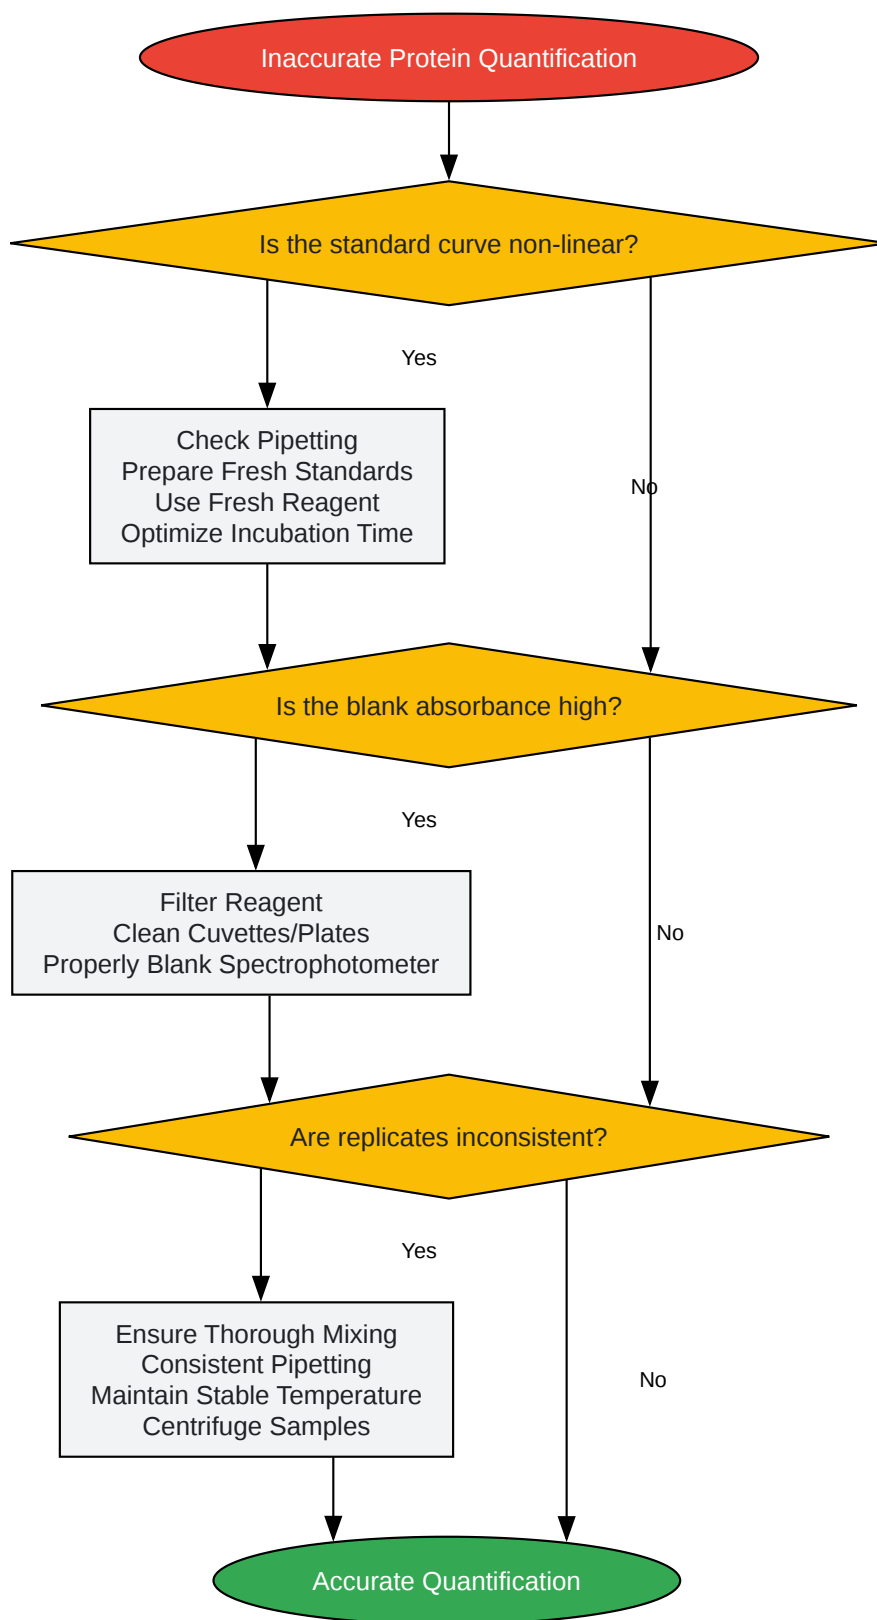 Inaccurate Protein Quantification
Is the standard curve non-linear?
Yes
Check Pipetting
Prepare Fresh Standards
Use Fresh Reagent
Optimize Incubation Time
No
Is the blank absorbance high?
Yes
Filter Reagent
Clean Cuvettes/Plates
Properly Blank Spectrophotometer
No
Are replicates inconsistent?
Yes
Ensure Thorough Mixing
Consistent Pipetting
Maintain Stable Temperature
Centrifuge Samples
No
Accurate Quantification